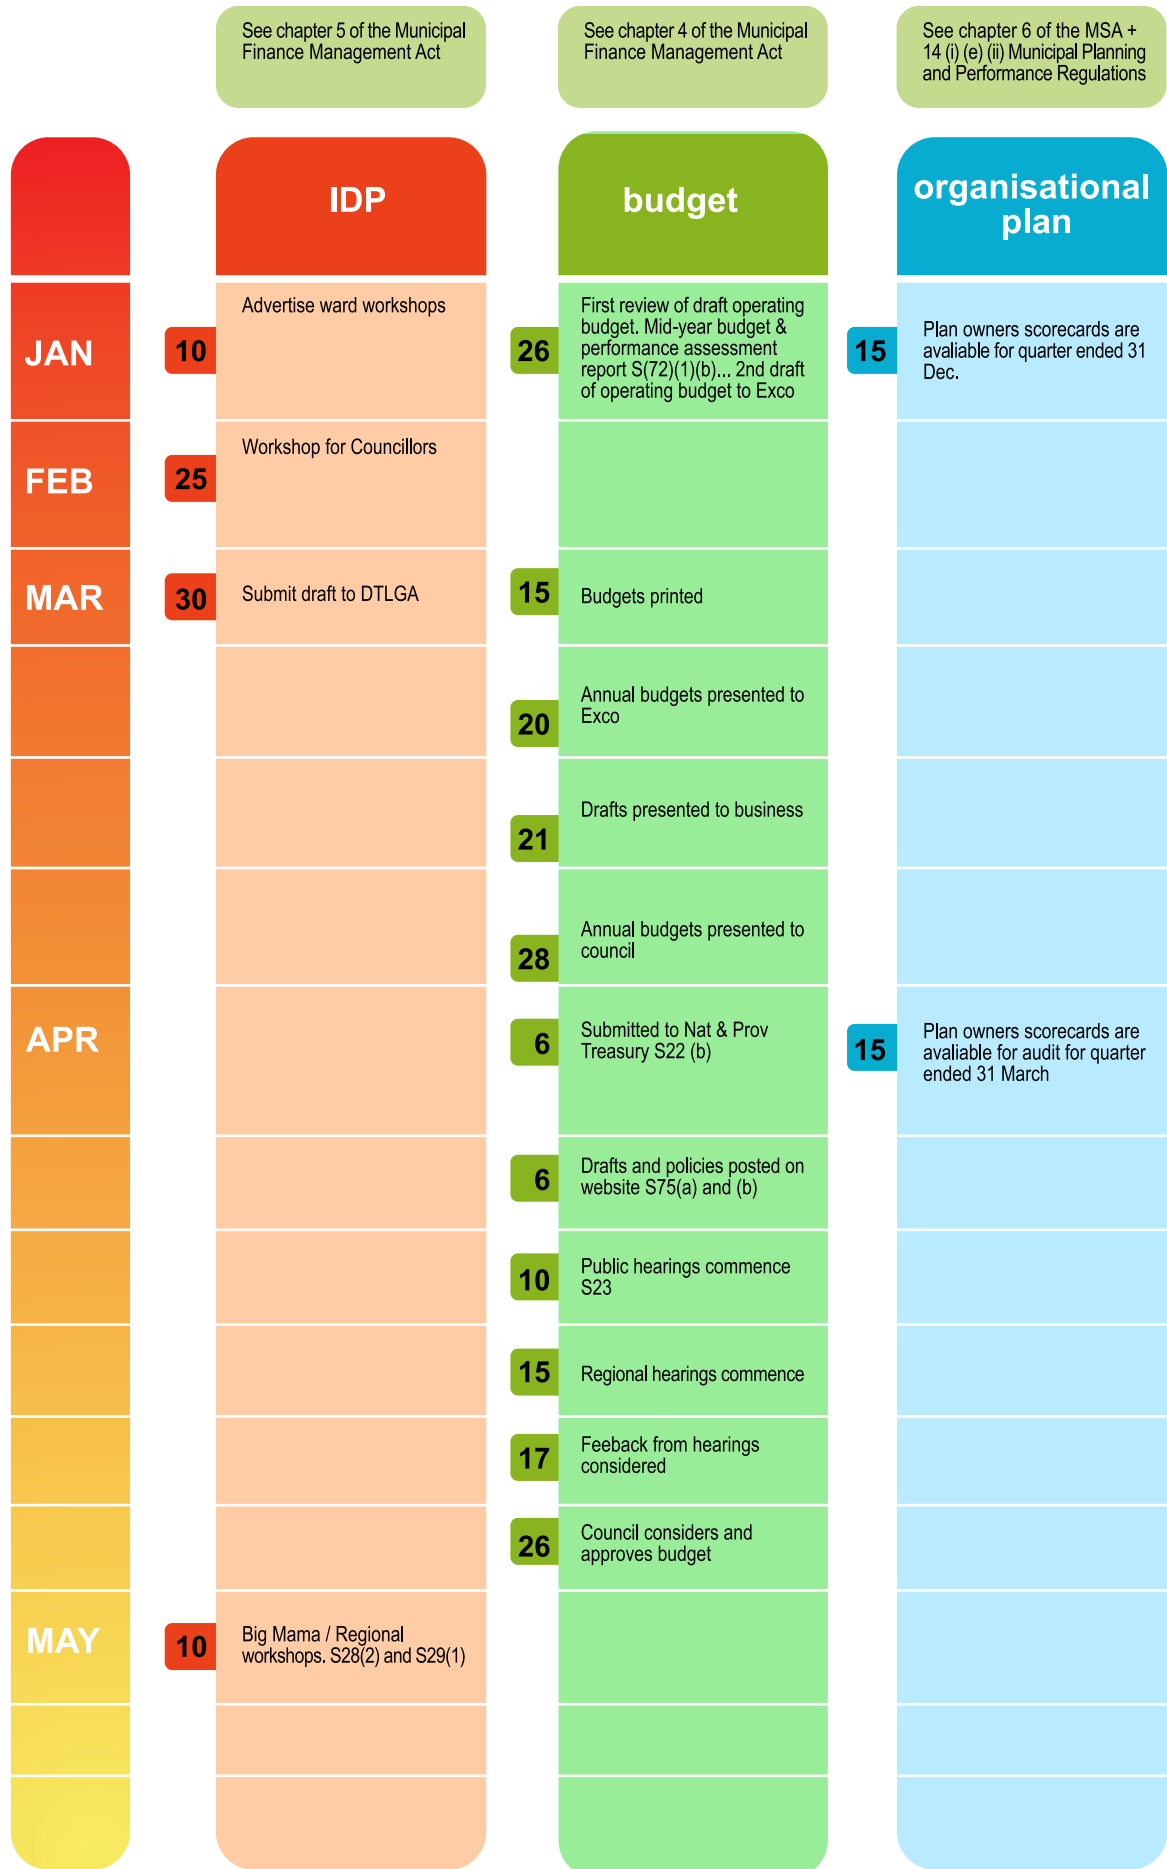 See chapter 5 of the Municipal
Finance Management Act
See chapter 4 of the Municipal
Finance Management Act
See chapter 6 of the MSA +
14 (i) (e) (ii) Municipal Planning
and Performance Regulations
IDP
budget
organisational
plan
JAN
10
Advertise ward workshops
26
First review of draft operating
budget. Mid-year budget &
performance assessment
report S(72)(1)(b)... 2nd draft
of operating budget to Exco
15
Plan owners scorecards are
avaliable for quarter ended 31
Dec.
FEB
25
Workshop for Councillors
MAR
30
Submit draft to DTLGA
15
Budgets printed
20
Annual budgets presented to
Exco
21
Drafts presented to business
28
Annual budgets presented to
council
APR
6
Submitted to Nat & Prov
Treasury S22 (b)
15
Plan owners scorecards are
avaliable for audit for quarter
ended 31 March
6
Drafts and policies posted on
website S75(a) and (b)
10
Public hearings commence
S23
15
Regional hearings commence
17
Feeback from hearings
considered
26
Council considers and
approves budget
MAY
10
Big Mama / Regional
workshops. S28(2) and S29(1)